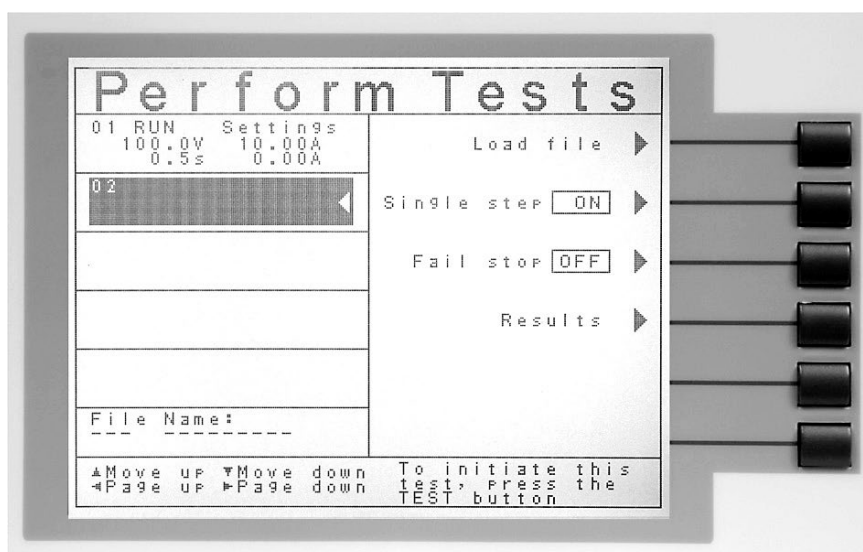 Perform Tests
01 RUN Settings
100.0V 10.00A
0.5s 0.00A
02
File Name:
Load file
Single step ON
Fail stop OFF
Results
▲Move up ▼Move down
◄Page up ►Page down
To initiate this
test, press the
TEST button